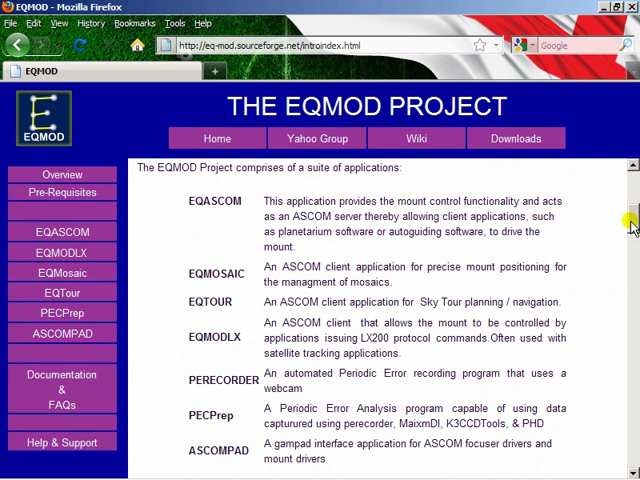 EQMOD - Mozilla Firefox
File Edit View History Bookmarks Tools Help
http://eq-mod.sourceforge.net/introindex.html
Google
EQMOD
EQMOD
THE EQMOD PROJECT
Home Yahoo Group Wiki Downloads
Overview
Pre-Requisites
EQASCOM
EQMODLX
EQMosaic
EQTour
PECPrep
ASCOMPAD
Documentation
&
FAQs
Help & Support
The EQMOD Project comprises of a suite of applications:
EQASCOM This application provides the mount control functionality and acts
as an ASCOM server thereby allowing client applications, such
as planetarium software or autoguiding software, to drive the
mount.
EQMOSAIC An ASCOM client application for precise mount positioning for
the managment of mosaics.
EQTOUR An ASCOM client application for Sky Tour planning / navigation.
EQMODLX An ASCOM client that allows the mount to be controlled by
applications issuing LX200 protocol commands.Often used with
satellite tracking applications.
PERECORDER An automated Periodic Error recording program that uses a
webcam
PECPrep A Periodic Error Analysis program capable of using data
capturured using perecorder, MaixmDl, K3CCDTools, & PHD
ASCOMPAD A gampad interface application for ASCOM focuser drivers and
mount drivers